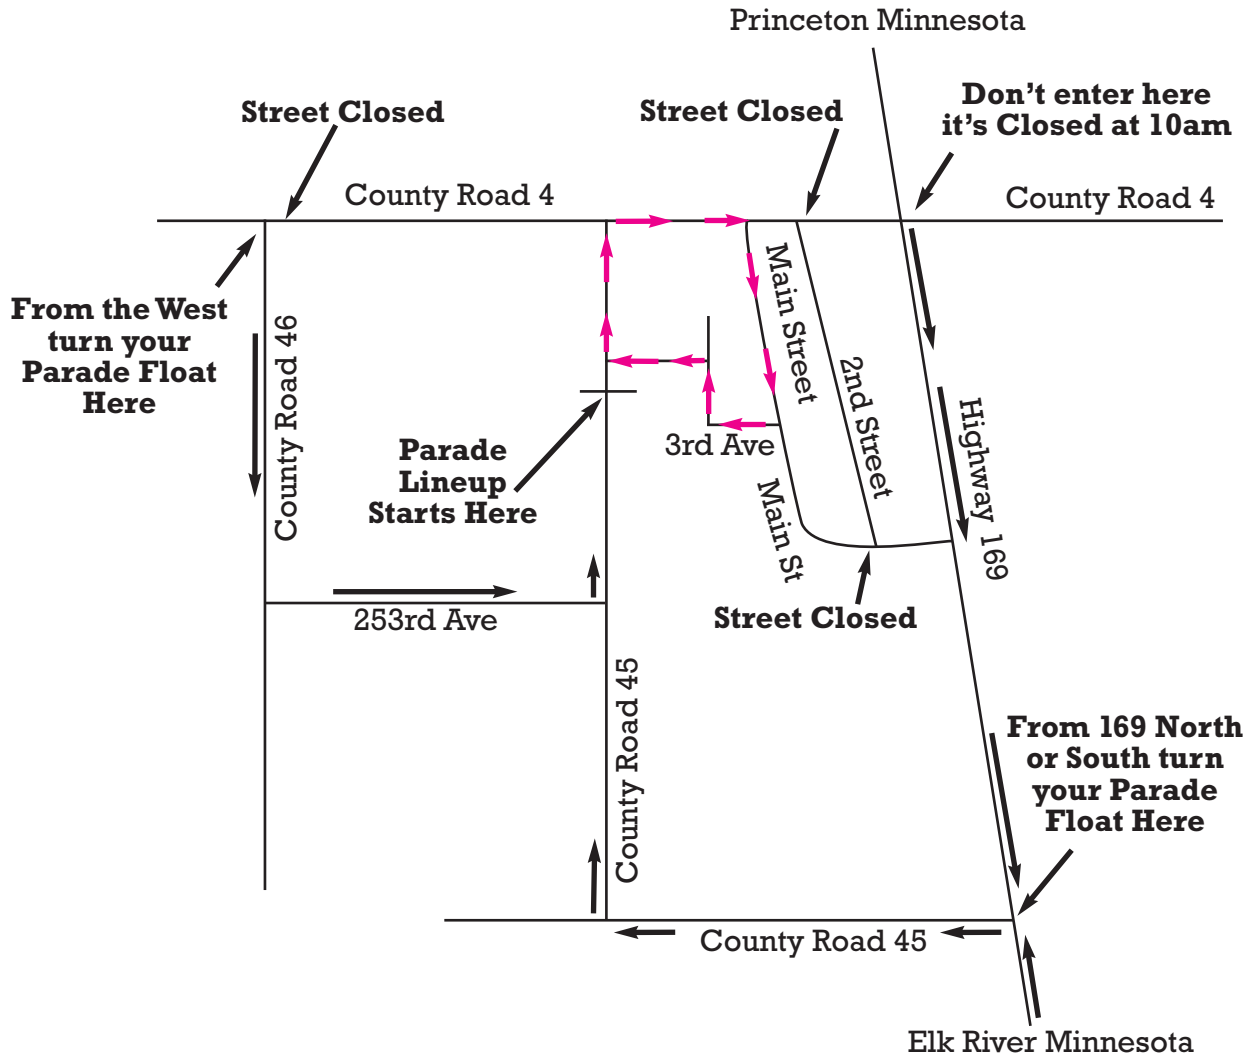 Princeton Minnesota
Street Closed
Street Closed
Don't enter here
it's Closed at 10am
County Road 4
County Road 4
From the West
turn your
Parade Float
Here
County Road 46
Main Street
2nd Street
Highway 169
3rd Ave
Parade
Lineup
Starts Here
Main St
253rd Ave
Street Closed
County Road 45
From 169 North
or South turn
your Parade
Float Here
County Road 45
Elk River Minnesota